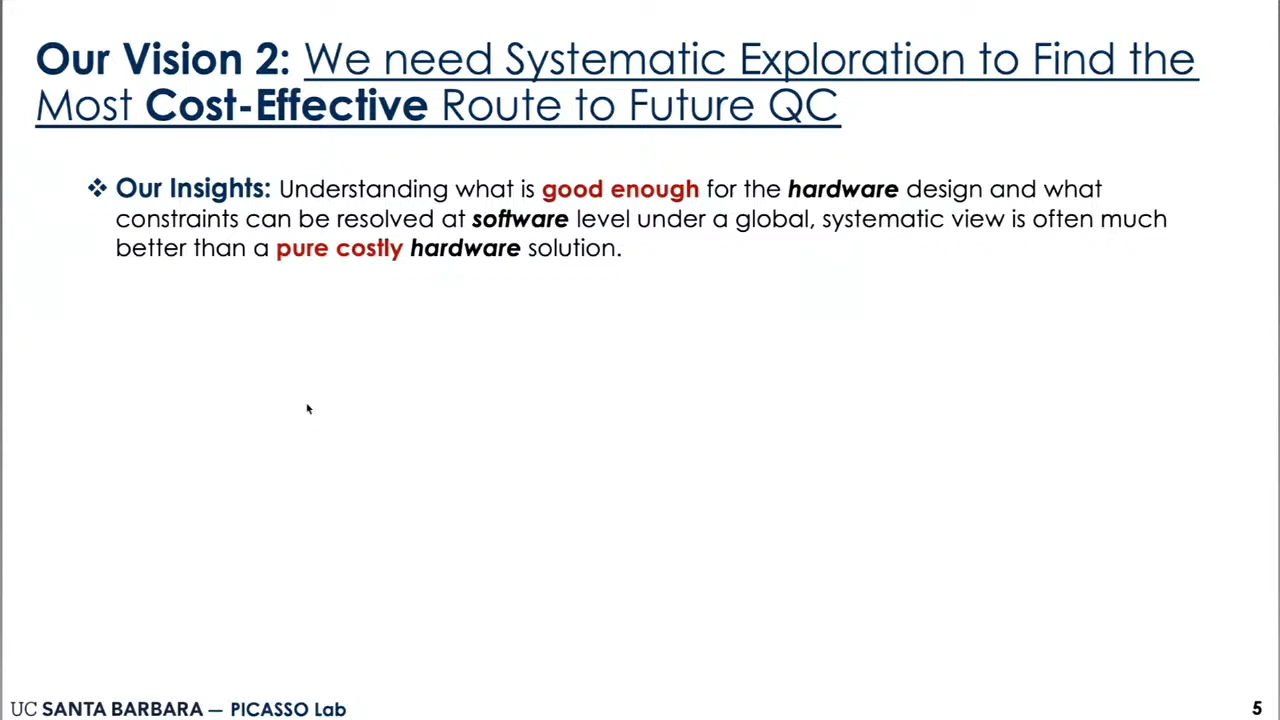 Our Vision 2: We need Systematic Exploration to Find the
Most Cost-Effective Route to Future QC
❖ Our Insights: Understanding what is good enough for the hardware design and what
constraints can be resolved at software level under a global, systematic view is often much
better than a pure costly hardware solution.
UC SANTA BARBARA — PICASSO Lab
5